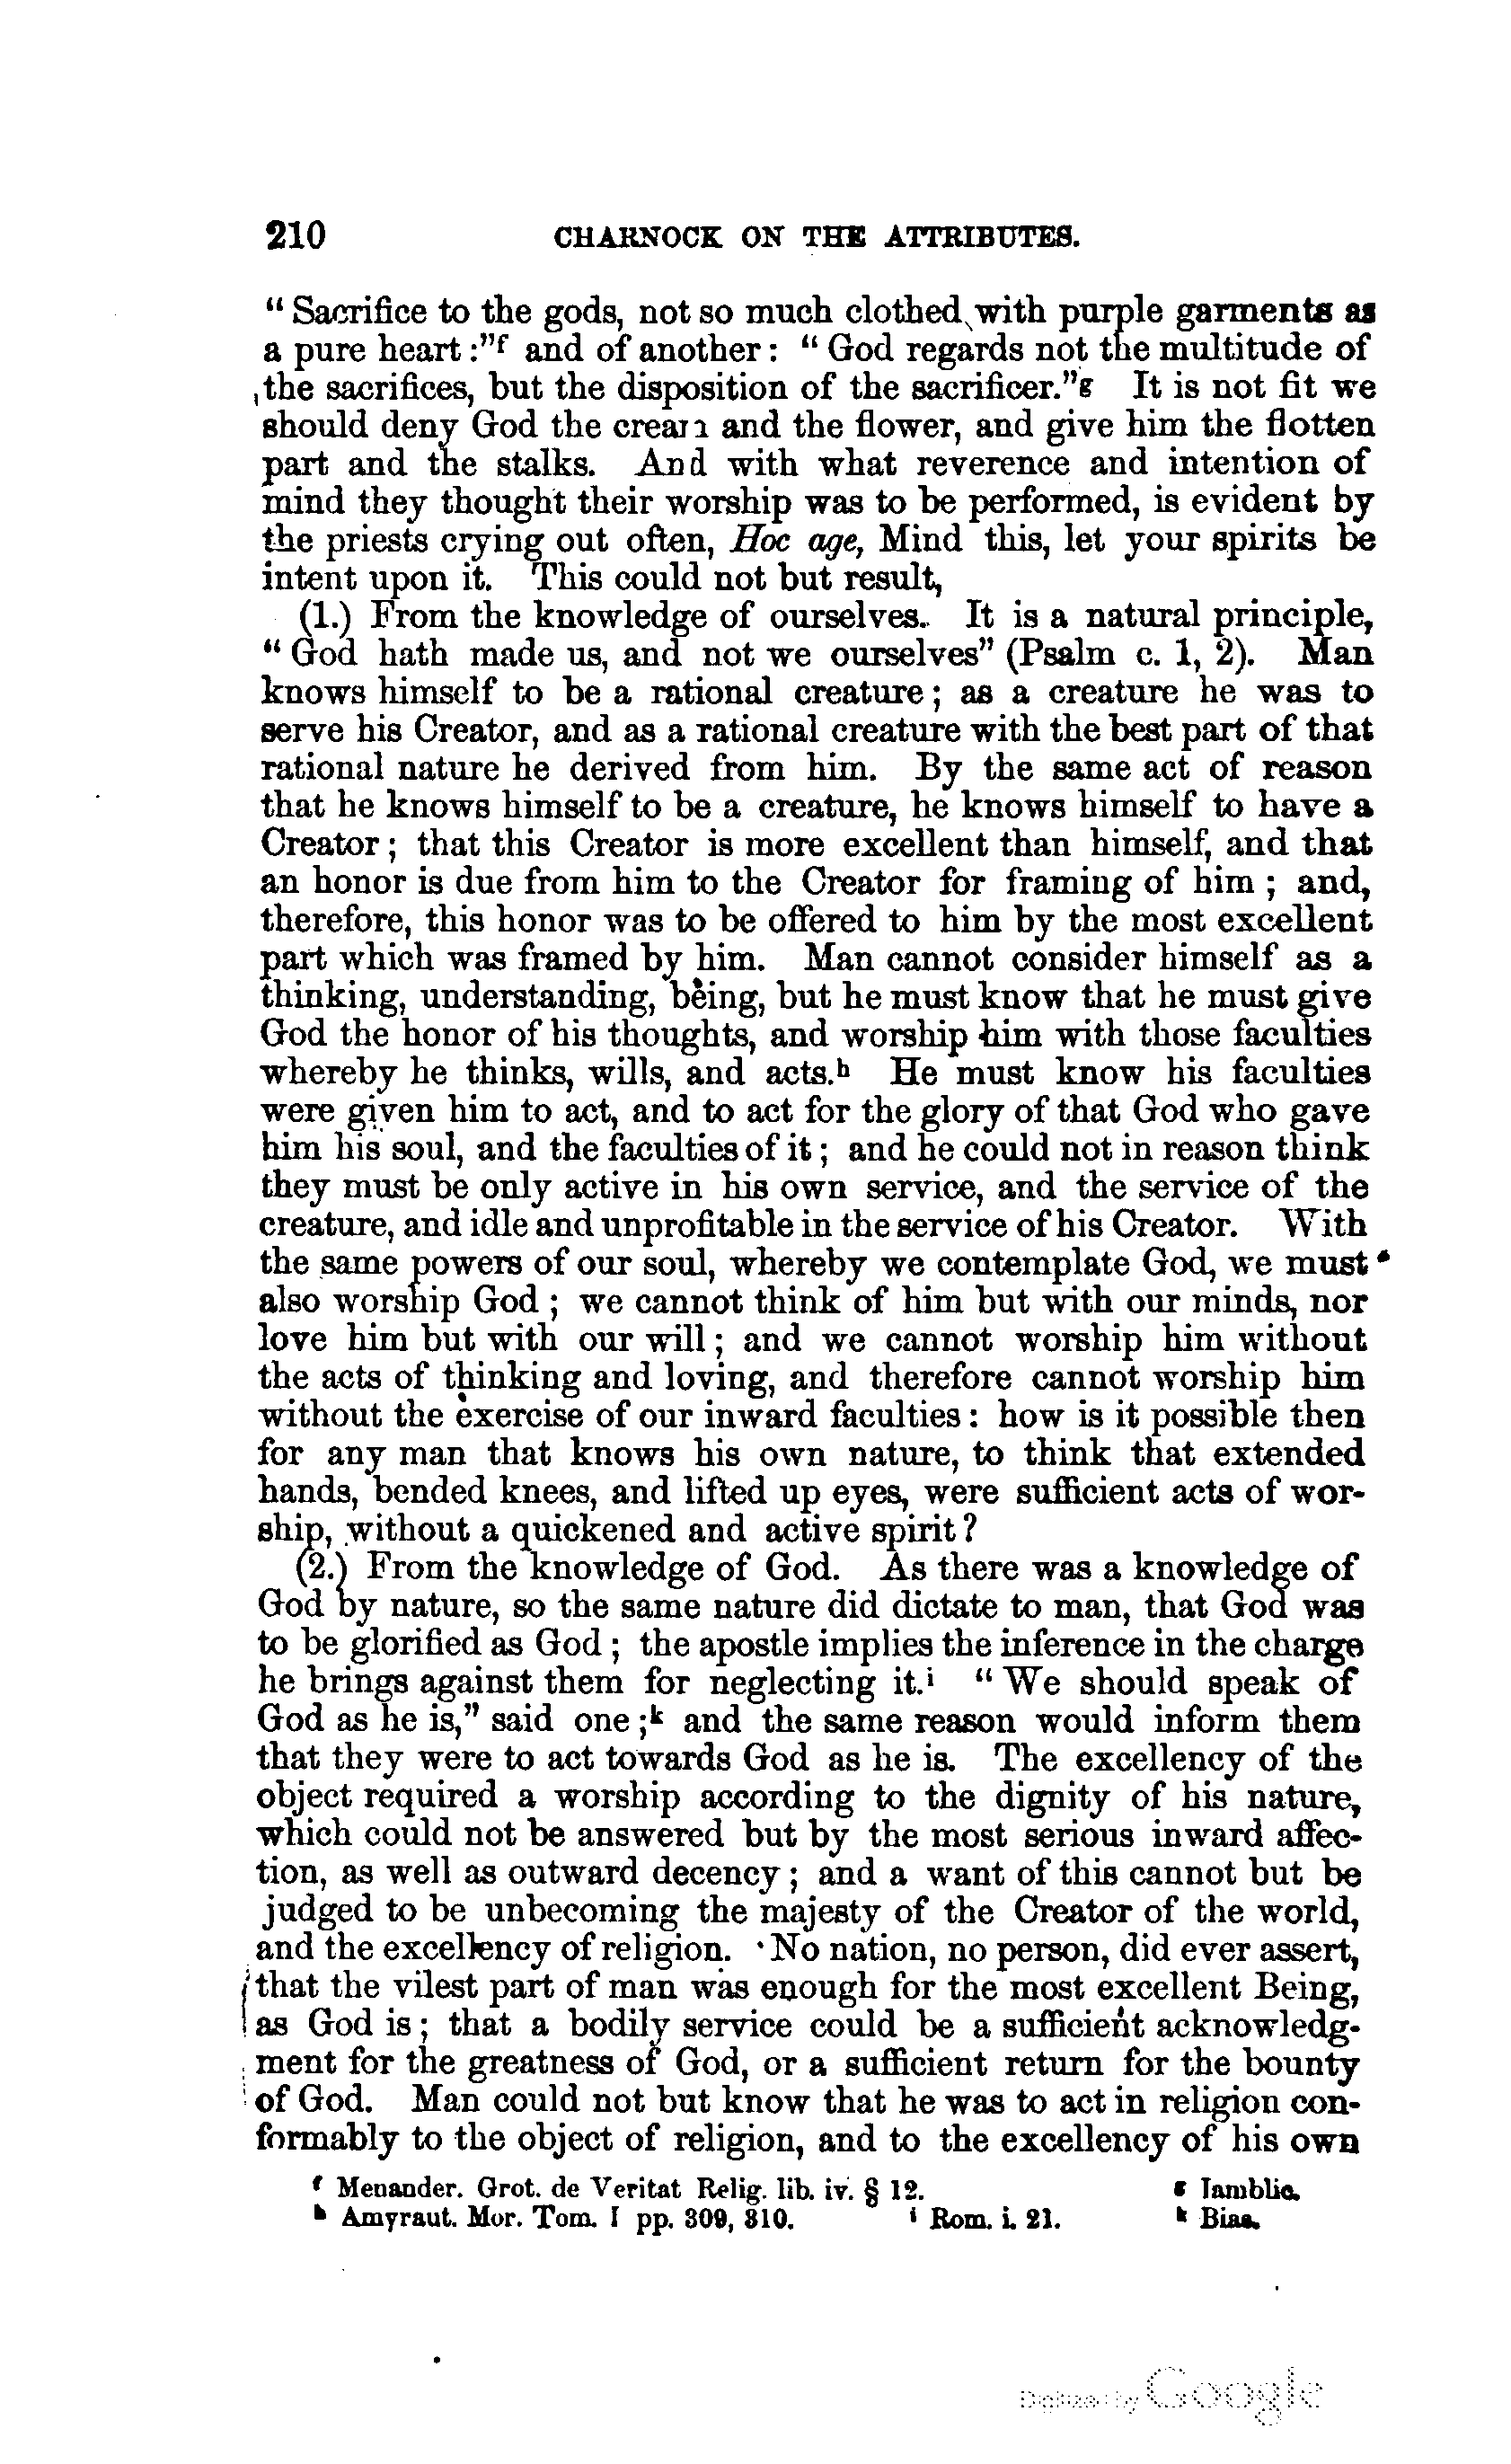 210 CHARNOCK ON THE ATTRIBUTES.
“ Sacrifice to the gods, not so much clothed with purple garments as
a pure heart :”f and of another : “ God regards not the multitude of
the sacrifices, but the disposition of the sacrificer.”g It is not fit we
should deny God the cream and the flower, and give him the flotten
part and the stalks. And with what reverence and intention of
mind they thought their worship was to be performed, is evident by
the priests crying out often, Hoc age, Mind this, let your spirits be
intent upon it. This could not but result,
(1.) From the knowledge of ourselves. It is a natural principle,
“ God hath made us, and not we ourselves” (Psalm c. 1, 2). Man
knows himself to be a rational creature ; as a creature he was to
serve his Creator, and as a rational creature with the best part of that
rational nature he derived from him. By the same act of reason
that he knows himself to be a creature, he knows himself to have a
Creator ; that this Creator is more excellent than himself, and that
an honor is due from him to the Creator for framing of him ; and,
therefore, this honor was to be offered to him by the most excellent
part which was framed by him. Man cannot consider himself as a
thinking, understanding, being, but he must know that he must give
God the honor of his thoughts, and worship him with those faculties
whereby he thinks, wills, and acts.h He must know his faculties
were given him to act, and to act for the glory of that God who gave
him his soul, and the faculties of it ; and he could not in reason think
they must be only active in his own service, and the service of the
creature, and idle and unprofitable in the service of his Creator. With
the same powers of our soul, whereby we contemplate God, we must
also worship God ; we cannot think of him but with our minds, nor
love him but with our will ; and we cannot worship him without
the acts of thinking and loving, and therefore cannot worship him
without the exercise of our inward faculties : how is it possible then
for any man that knows his own nature, to think that extended
hands, bended knees, and lifted up eyes, were sufficient acts of wor-
ship, without a quickened and active spirit ?
(2.) From the knowledge of God. As there was a knowledge of
God by nature, so the same nature did dictate to man, that God was
to be glorified as God ; the apostle implies the inference in the charge
he brings against them for neglecting it.i “ We should speak of
God as he is,” said one ;k and the same reason would inform them
that they were to act towards God as he is. The excellency of the
object required a worship according to the dignity of his nature,
which could not be answered but by the most serious inward affec-
tion, as well as outward decency ; and a want of this cannot but be
judged to be unbecoming the majesty of the Creator of the world,
and the excellency of religion. No nation, no person, did ever assert,
that the vilest part of man was enough for the most excellent Being,
as God is ; that a bodily service could be a sufficient acknowledg-
ment for the greatness of God, or a sufficient return for the bounty
of God. Man could not but know that he was to act in religion con-
formably to the object of religion, and to the excellency of his own
f Menander. Grot. de Veritat Relig. lib. iv. § 12. g Iamblic.
h Amyraut. Mor. Tom. I pp. 309, 310. i Rom. i. 21. k Bias.
Digitized by Google